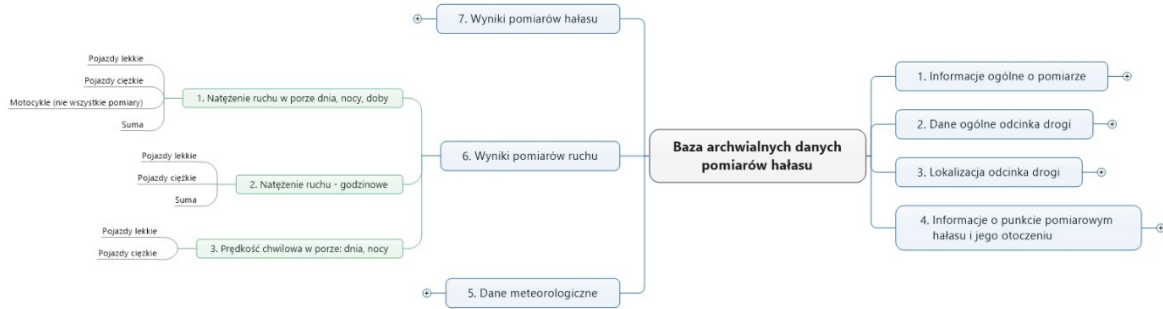 7. Wyniki pomiarów hałasu
Pojazdy lekkie
Pojazdy ciężkie
Motocykle (nie wszystkie pomiary)
Suma
1. Natężenie ruchu w porze dnia, nocy, doby
Pojazdy lekkie
Pojazdy ciężkie
Suma
2. Natężenie ruchu - godzinowe
Pojazdy lekkie
Pojazdy ciężkie
3. Prędkość chwilowa w porze: dnia, nocy
6. Wyniki pomiarów ruchu
5. Dane meteorologiczne
Baza archwialnych danych
pomiarów hałasu
1. Informacje ogólne o pomiarze
2. Dane ogólne odcinka drogi
3. Lokalizacja odcinka drogi
4. Informacje o punkcie pomiarowym
hałasu i jego otoczeniu